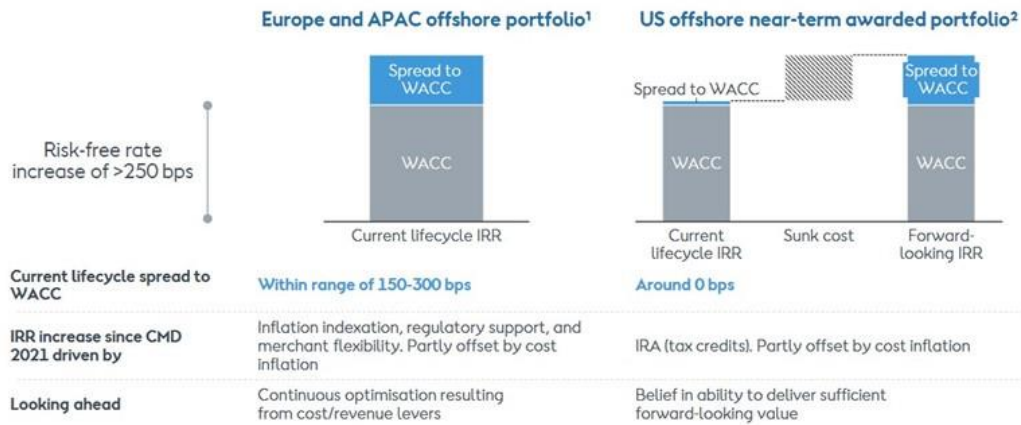 Europe and APAC offshore portfolio¹
US offshore near-term awarded portfolio²
Risk-free rate
increase of >250 bps
Spread to
WACC
WACC
Current lifecycle IRR
Spread to WACC
WACC
Current
lifecycle IRR
Sunk cost
Spread to
WACC
WACC
Forward-
looking IRR
Current lifecycle spread to
WACC
Within range of 150-300 bps
Around 0 bps
IRR increase since CMD
2021 driven by
Inflation indexation, regulatory support, and
merchant flexibility. Partly offset by cost
inflation
IRA (tax credits). Partly offset by cost inflation
Looking ahead
Continuous optimisation resulting
from cost/revenue levers
Belief in ability to deliver sufficient
forward-looking value